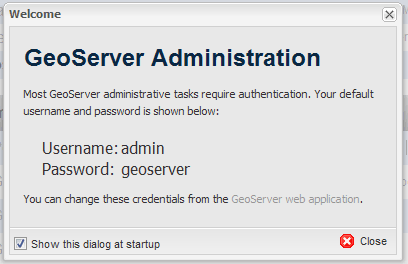 Welcome
GeoServer Administration
Most GeoServer administrative tasks require authentication. Your default
username and password is shown below:
Username: admin
Password: geoserver
You can change these credentials from the GeoServer web application.
Show this dialog at startup
Close